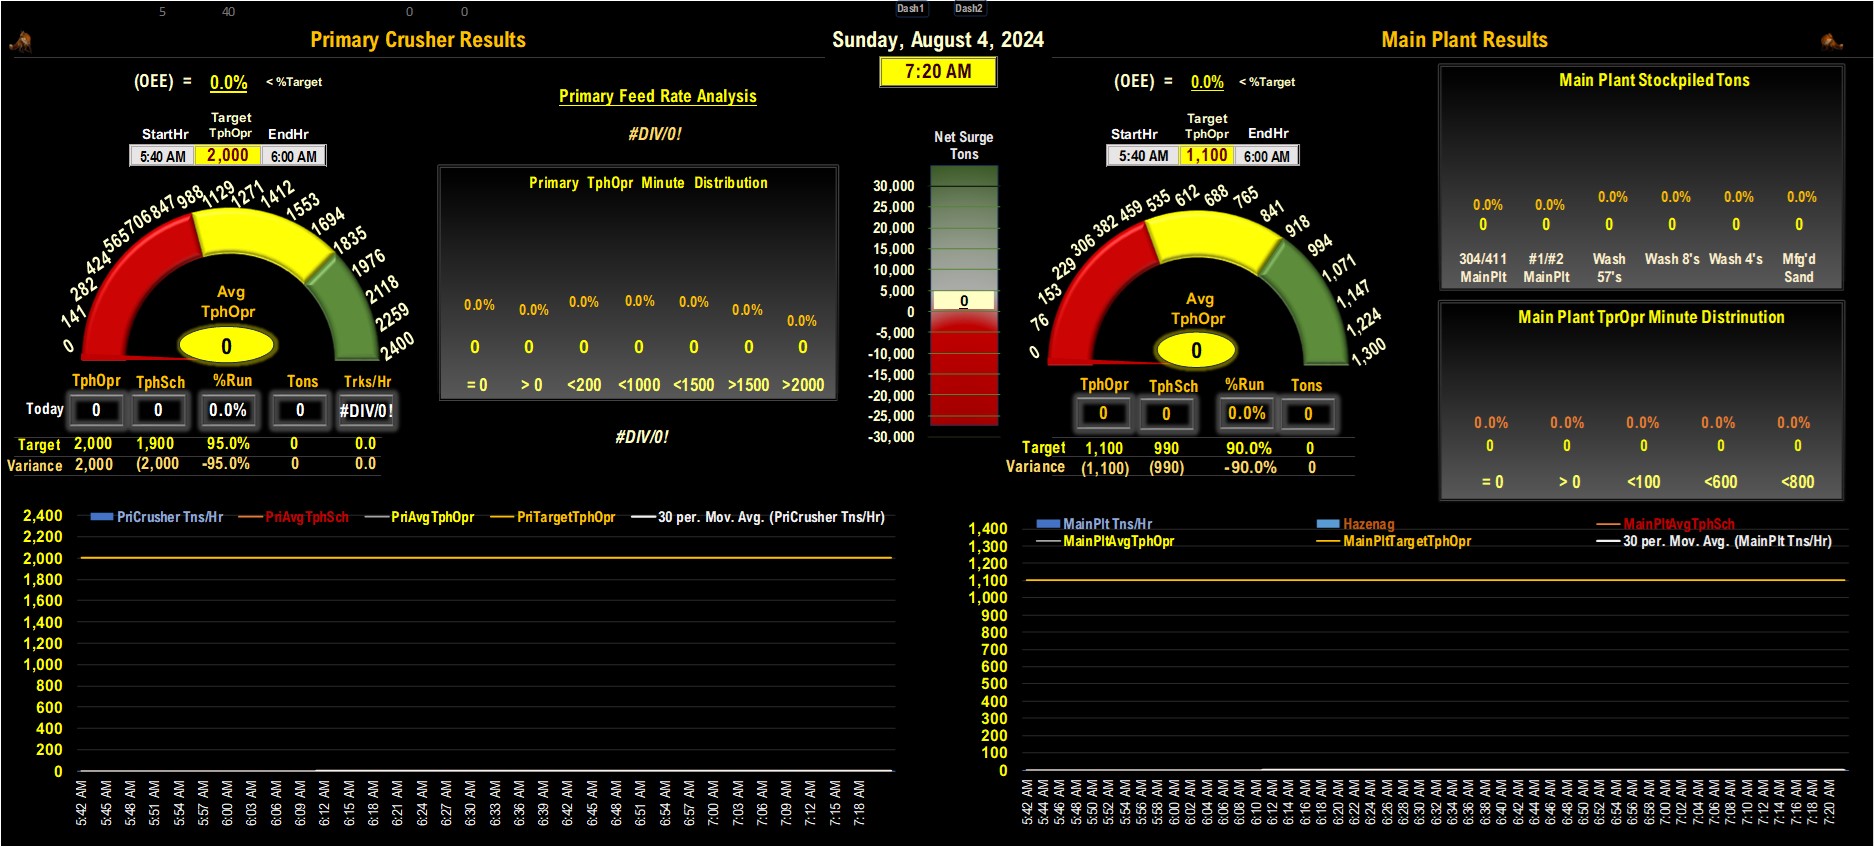 5 40 0 0 Dash1 Dash2
Primary Crusher Results
Sunday, August 4, 2024
Main Plant Results
7:20 AM
(OEE) = 0.0% < %Target
Primary Feed Rate Analysis
#DIV/0!
Target
StartHr TphOpr EndHr
5:40 AM 2,000 6:00 AM
0 141 282 424 565 706 847 988 1129 1271 1412 1553 1694 1835 1976 2118 2259 2400
Avg
TphOpr
0
TphOpr TphSch %Run Tons Trks/Hr
Today 0 0 0.0% 0 #DIV/0!
Target 2,000 1,900 95.0% 0 0.0
Variance 2,000 (2,000 -95.0% 0 0.0
Primary TphOpr Minute Distribution
0.0% 0.0% 0.0% 0.0% 0.0% 0.0% 0.0%
0 0 0 0 0 0 0
= 0 > 0 <200 <1000 <1500 >1500 >2000
#DIV/0!
Net Surge
Tons
30,000
25,000
20,000
15,000
10,000
5,000
0
0
-5,000
-10,000
-15,000
-20,000
-25,000
-30,000
(OEE) = 0.0% < %Target
Target
StartHr TphOpr EndHr
5:40 AM 1,100 6:00 AM
0 76 153 229 306 382 459 535 612 688 765 841 918 994 1,071 1,147 1,224 1,300
Avg
TphOpr
0
TphOpr TphSch %Run Tons
0 0 0.0% 0
Target 1,100 990 90.0% 0
Variance (1,100) (990) -90.0% 0
Main Plant Stockpiled Tons
0.0% 0.0% 0.0% 0.0% 0.0% 0.0%
0 0 0 0 0 0
304/411 #1/#2 Wash Wash 8's Wash 4's Mfg'd
MainPlt MainPlt 57's Sand
Main Plant TprOpr Minute Distrinution
0.0% 0.0% 0.0% 0.0% 0.0%
0 0 0 0 0
= 0 > 0 <100 <600 <800
PriCrusher Tns/Hr PriAvgTphSch PriAvgTphOpr PriTargetTphOpr 30 per. Mov. Avg. (PriCrusher Tns/Hr)
2,400
2,200
2,000
1,800
1,600
1,400
1,200
1,000
800
600
400
200
0
5:42 AM 5:45 AM 5:48 AM 5:51 AM 5:54 AM 5:57 AM 6:00 AM 6:03 AM 6:06 AM 6:09 AM 6:12 AM 6:15 AM 6:18 AM 6:21 AM 6:24 AM 6:27 AM 6:30 AM 6:33 AM 6:36 AM 6:39 AM 6:42 AM 6:45 AM 6:48 AM 6:51 AM 6:54 AM 6:57 AM 7:00 AM 7:03 AM 7:06 AM 7:09 AM 7:12 AM 7:15 AM 7:18 AM
MainPlt Tns/Hr Hazenag MainPltAvgTphSch
MainPltAvgTphOpr MainPltTargetTphOpr 30 per. Mov. Avg. (MainPlt Tns/Hr)
1,400
1,300
1,200
1,100
1,000
900
800
700
600
500
400
300
200
100
0
5:42 AM 5:44 AM 5:46 AM 5:48 AM 5:50 AM 5:52 AM 5:54 AM 5:56 AM 5:58 AM 6:00 AM 6:02 AM 6:04 AM 6:06 AM 6:08 AM 6:10 AM 6:12 AM 6:14 AM 6:16 AM 6:18 AM 6:20 AM 6:22 AM 6:24 AM 6:26 AM 6:28 AM 6:30 AM 6:32 AM 6:34 AM 6:36 AM 6:38 AM 6:40 AM 6:42 AM 6:44 AM 6:46 AM 6:48 AM 6:50 AM 6:52 AM 6:54 AM 6:56 AM 6:58 AM 7:00 AM 7:02 AM 7:04 AM 7:06 AM 7:08 AM 7:10 AM 7:12 AM 7:14 AM 7:16 AM 7:18 AM 7:20 AM